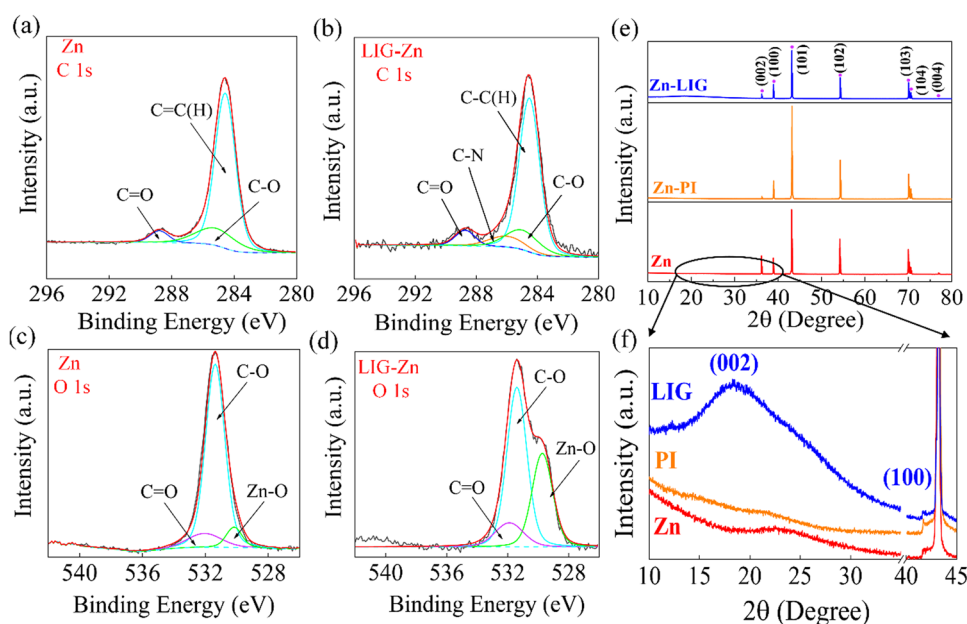 (a)
Zn
C 1s
C=C(H)
C=O
C-O
Intensity (a.u.)
296 292 288 284 280
Binding Energy (eV)
(b)
LIG-Zn
C 1s
C-C(H)
C-N
C=O
C-O
Intensity (a.u.)
296 292 288 284 280
Binding Energy (eV)
(c)
Zn
O 1s
C-O
C=O
Zn-O
Intensity (a.u.)
540 536 532 528
Binding Energy (eV)
(d)
LIG-Zn
O 1s
C-O
Zn-O
C=O
Intensity (a.u.)
540 536 532 528
Binding Energy (eV)
(e)
(002) (100) (101) (102) (103) (104) (004)
Zn-LIG
Zn-PI
Zn
Intensity (a.u.)
10 20 30 40 50 60 70 80
2θ (Degree)
(f)
(002)
LIG
PI
(100)
Zn
Intensity (a.u.)
10 20 30 40 45
2θ (Degree)